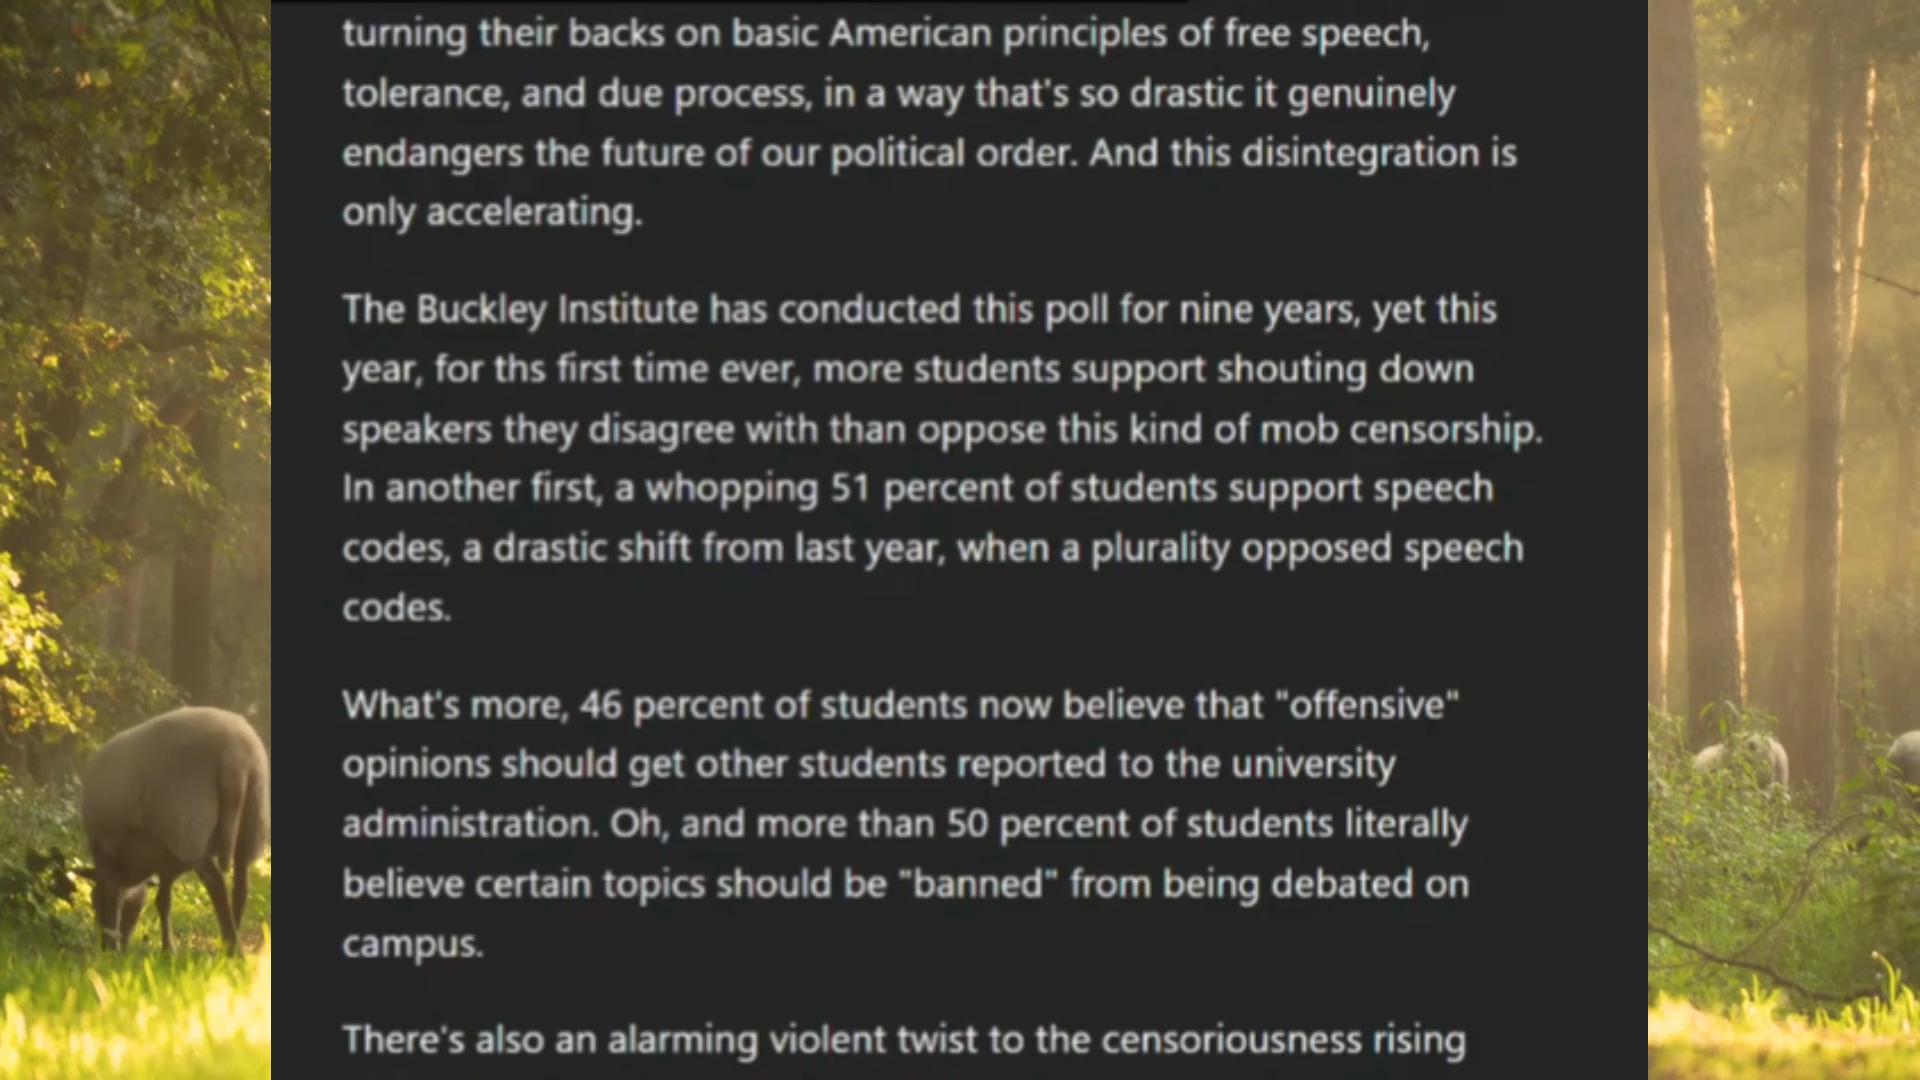 turning their backs on basic American principles of free speech,
tolerance, and due process, in a way that's so drastic it genuinely
endangers the future of our political order. And this disintegration is
only accelerating.
The Buckley Institute has conducted this poll for nine years, yet this
year, for ths first time ever, more students support shouting down
speakers they disagree with than oppose this kind of mob censorship.
In another first, a whopping 51 percent of students support speech
codes, a drastic shift from last year, when a plurality opposed speech
codes.
What's more, 46 percent of students now believe that "offensive"
opinions should get other students reported to the university
administration. Oh, and more than 50 percent of students literally
believe certain topics should be "banned" from being debated on
campus.
There's also an alarming violent twist to the censoriousness rising